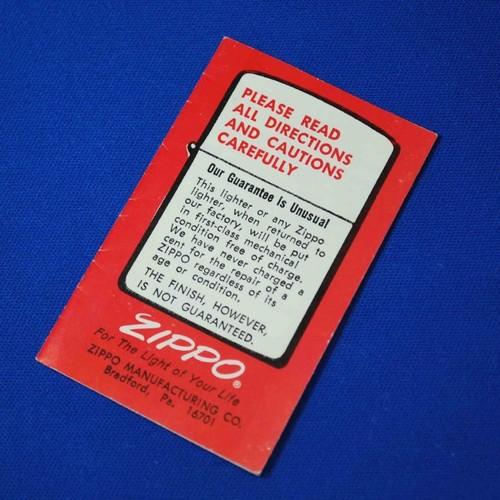 PLEASE READ
ALL DIRECTIONS
AND CAUTIONS
CAREFULLY
Our Guarantee is Unusual
This lighter or any Zippo
lighter, when returned to
our factory, will be put
in first-class mechanical
condition free of charge.
We have never charged a
cent for the repair of a
ZIPPO regardless of its
age or condition.
THE FINISH, HOWEVER,
IS NOT GUARANTEED.
ZIPPO®
For The Light of Your Life
ZIPPO MANUFACTURING CO.
Bradford, Pa. 16701